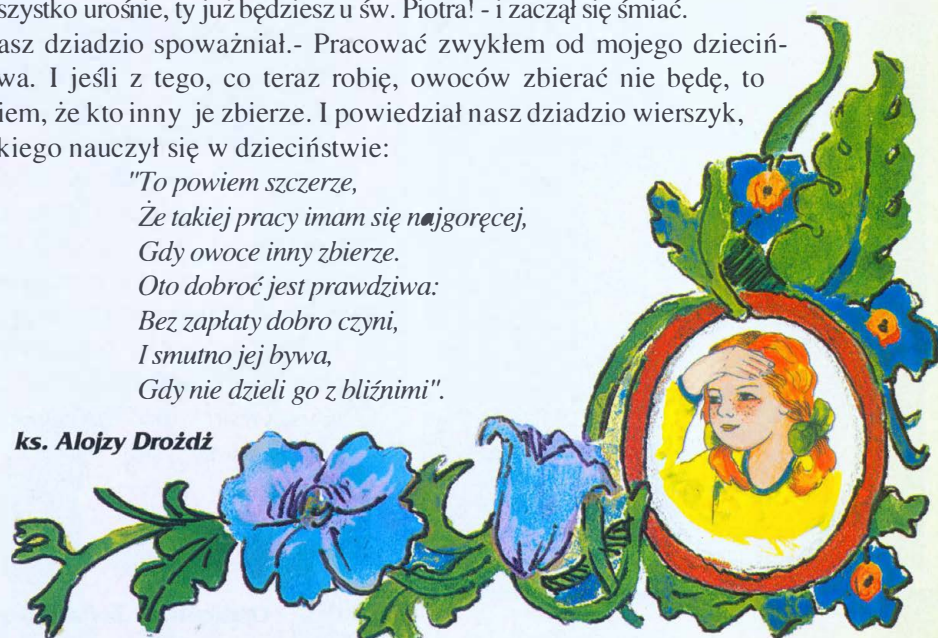 szystko urośnie, ty już będziesz u św. Piotra! - i zaczął się śmiać.
asz dziadzio spoważniał.- Pracować zwykłem od mojego dzieciń-
wa. I jeśli z tego, co teraz robię, owoców zbierać nie będę, to
iem, że kto inny je zbierze. I powiedział nasz dziadzio wierszyk,
kiego nauczył się w dzieciństwie:
"To powiem szczerze,
Że takiej pracy imam się najgoręcej,
Gdy owoce inny zbierze.
Oto dobroć jest prawdziwa:
Bez zapłaty dobro czyni,
I smutno jej bywa,
Gdy nie dzieli go z bliźnimi".
ks. Alojzy Drożdż